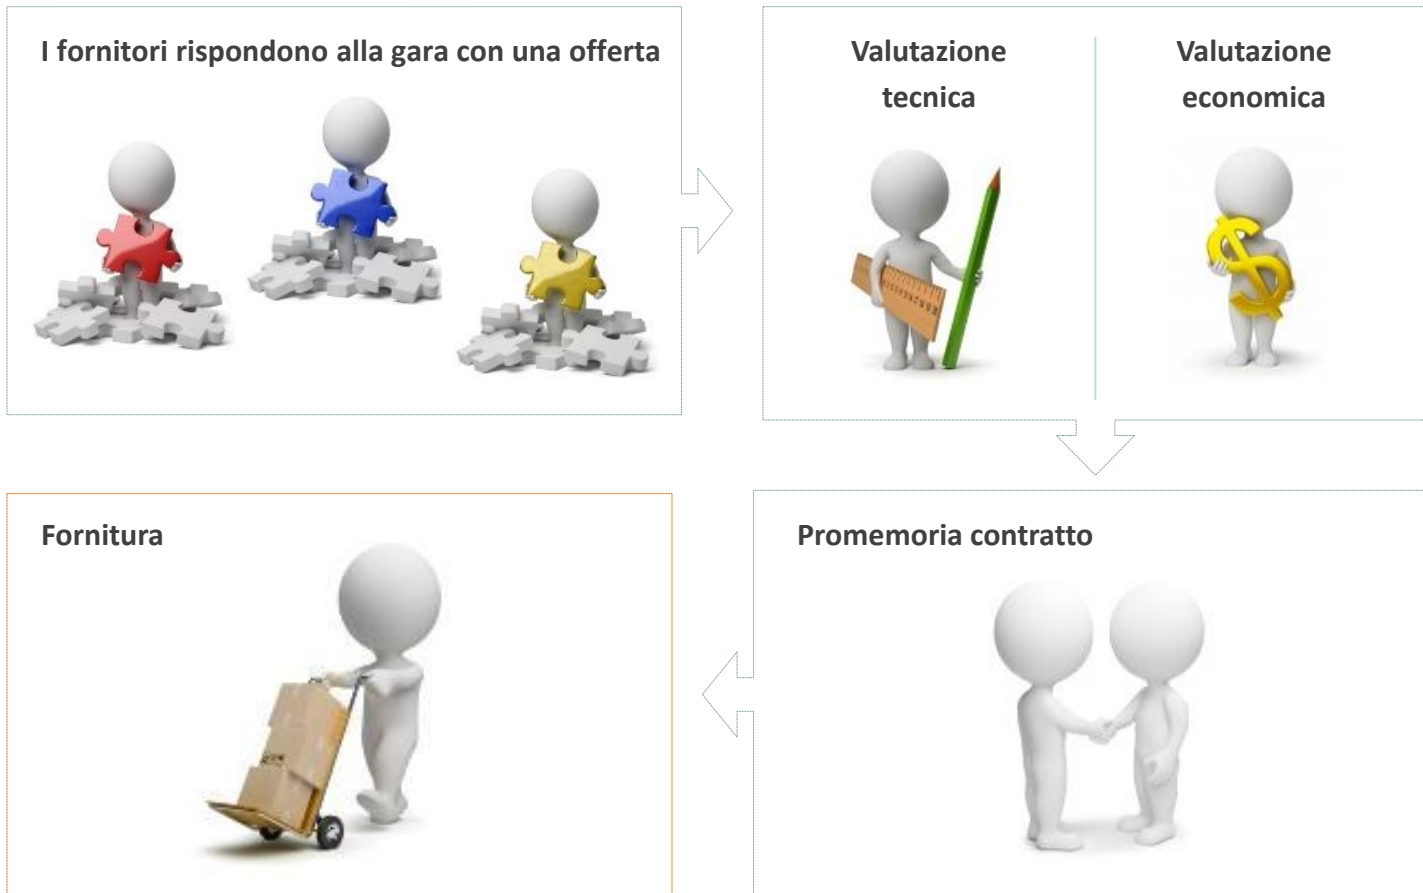 I fornitori rispondono alla gara con una offerta
Valutazione
tecnica
Valutazione
economica
Fornitura
Promemoria contratto